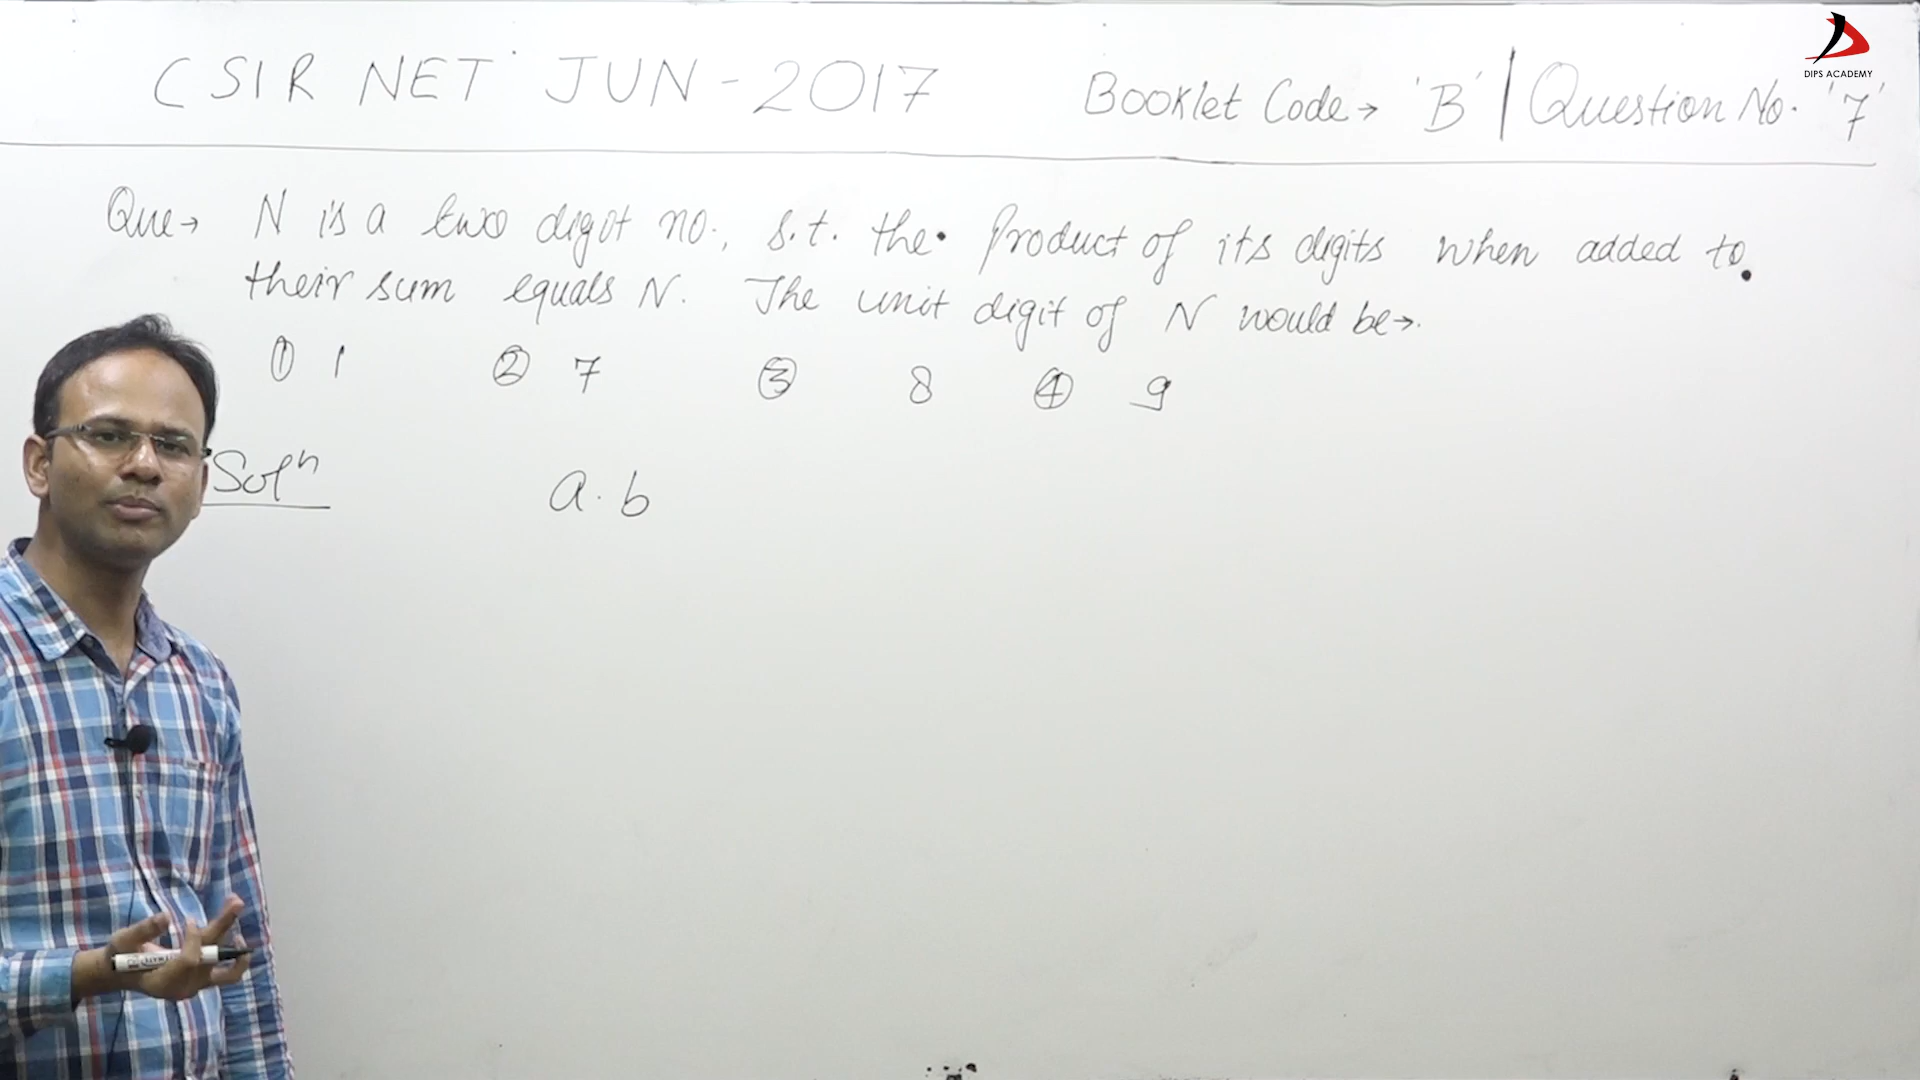 DIPS ACADEMY
CSIR NET JUN-2017 Booklet Code→ 'B' | Question No. '7'
Que→ N is a two digit no., s.t. the Product of its digits when added to
their sum equals N. The unit digit of N would be→.
① 1 ② 7 ③ 8 ④ 9
Solⁿ a.b